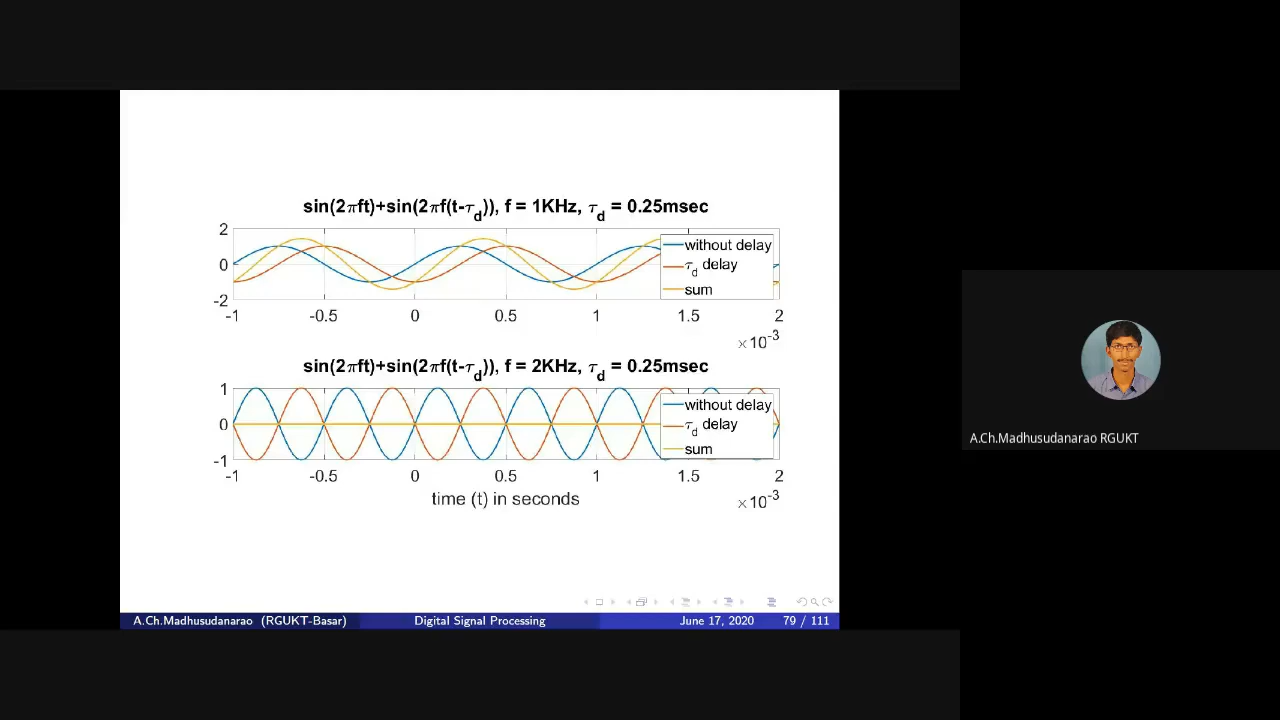 sin(2πft)+sin(2πf(t-τd)), f = 1KHz, τd = 0.25msec
2
0
-2
without delay
τd delay
sum
-1 -0.5 0 0.5 1 1.5 2
×10-3
sin(2πft)+sin(2πf(t-τd)), f = 2KHz, τd = 0.25msec
1
0
-1
without delay
τd delay
sum
-1 -0.5 0 0.5 1 1.5 2
time (t) in seconds
×10-3
A.Ch.Madhusudanarao (RGUKT-Basar) Digital Signal Processing June 17, 2020 79 / 111
A.Ch.Madhusudanarao RGUKT